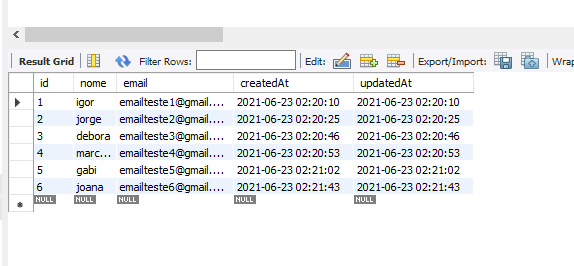 Result Grid Filter Rows: Edit: Export/Import: Wrap
id nome email createdAt updatedAt
1 igor emailteste1@gmail.... 2021-06-23 02:20:10 2021-06-23 02:20:10
2 jorge emailteste2@gmail.... 2021-06-23 02:20:25 2021-06-23 02:20:25
3 debora emailteste3@gmail.... 2021-06-23 02:20:46 2021-06-23 02:20:46
4 marc... emailteste4@gmail.... 2021-06-23 02:20:53 2021-06-23 02:20:53
5 gabi emailteste5@gmail.... 2021-06-23 02:21:02 2021-06-23 02:21:02
6 joana emailteste6@gmail.... 2021-06-23 02:21:43 2021-06-23 02:21:43
NULL NULL NULL NULL NULL